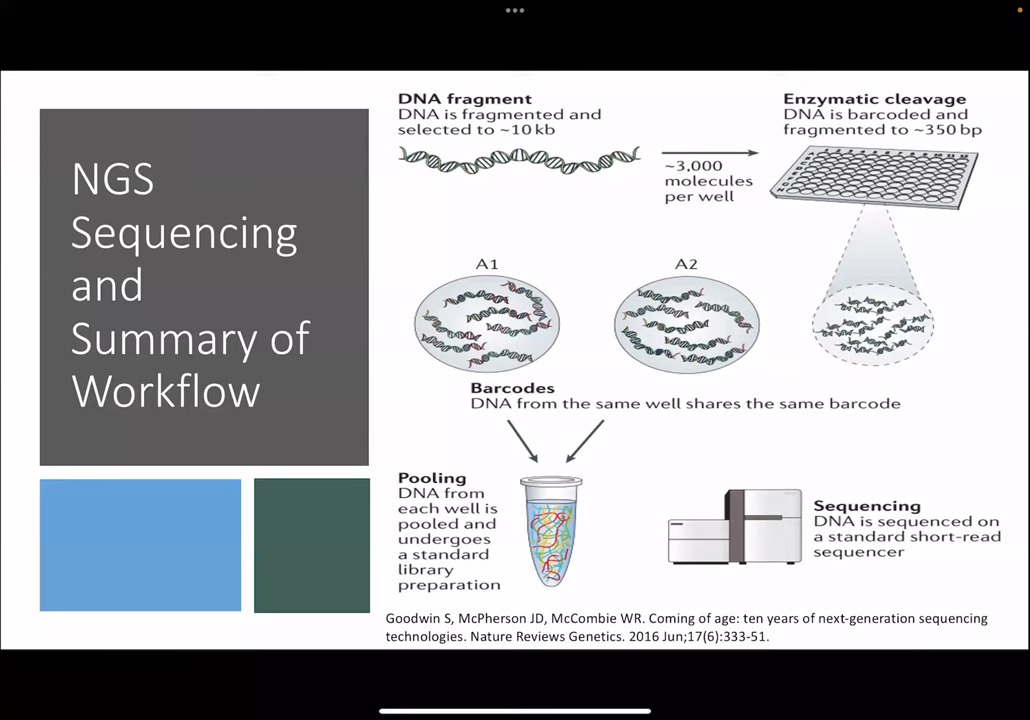 NGS
Sequencing
and
Summary of
Workflow
DNA fragment
DNA is fragmented and
selected to ~10 kb
~3,000
molecules
per well
Enzymatic cleavage
DNA is barcoded and
fragmented to ~350 bp
A1
A2
Barcodes
DNA from the same well shares the same barcode
Pooling
DNA from
each well is
pooled and
undergoes
a standard
library
preparation
Sequencing
DNA is sequenced on
a standard short-read
sequencer
Goodwin S, McPherson JD, McCombie WR. Coming of age: ten years of next-generation sequencing
technologies. Nature Reviews Genetics. 2016 Jun;17(6):333-51.